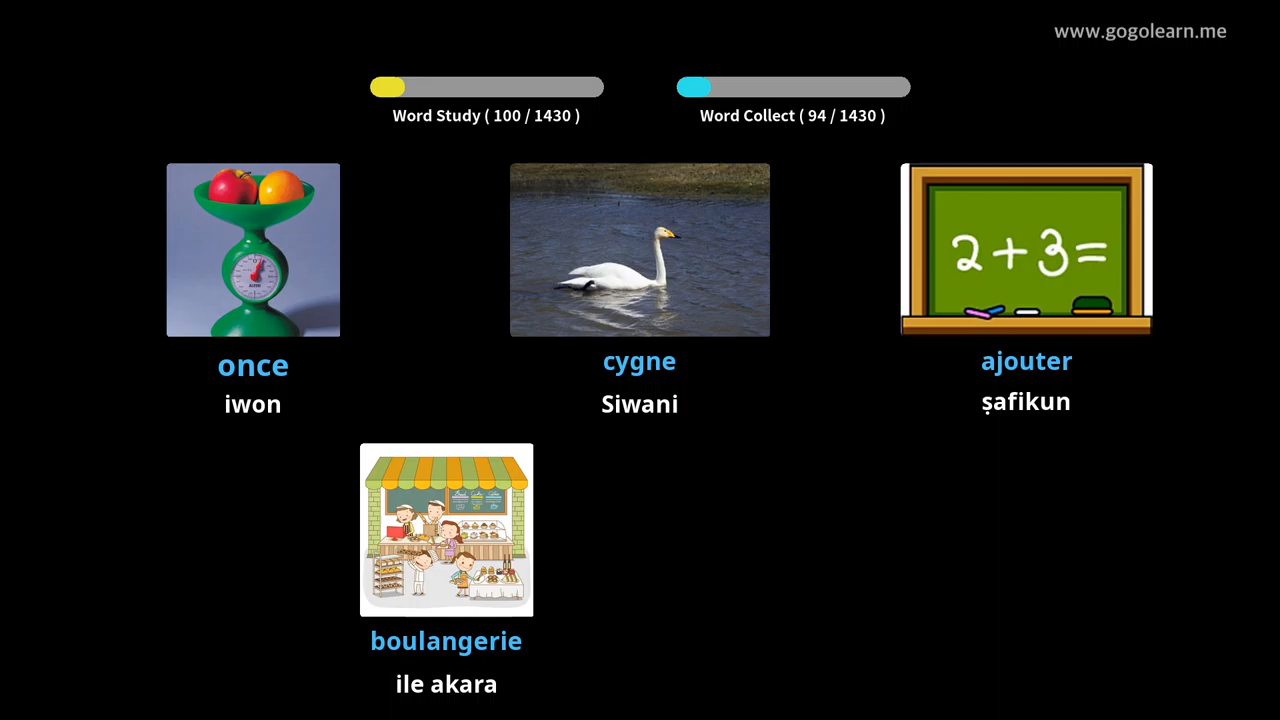 www.gogolearn.me
Word Study ( 100 / 1430 )
Word Collect ( 94 / 1430 )
2+3=
once
iwon
cygne
Siwani
ajouter
ṣafikun
boulangerie
ile akara